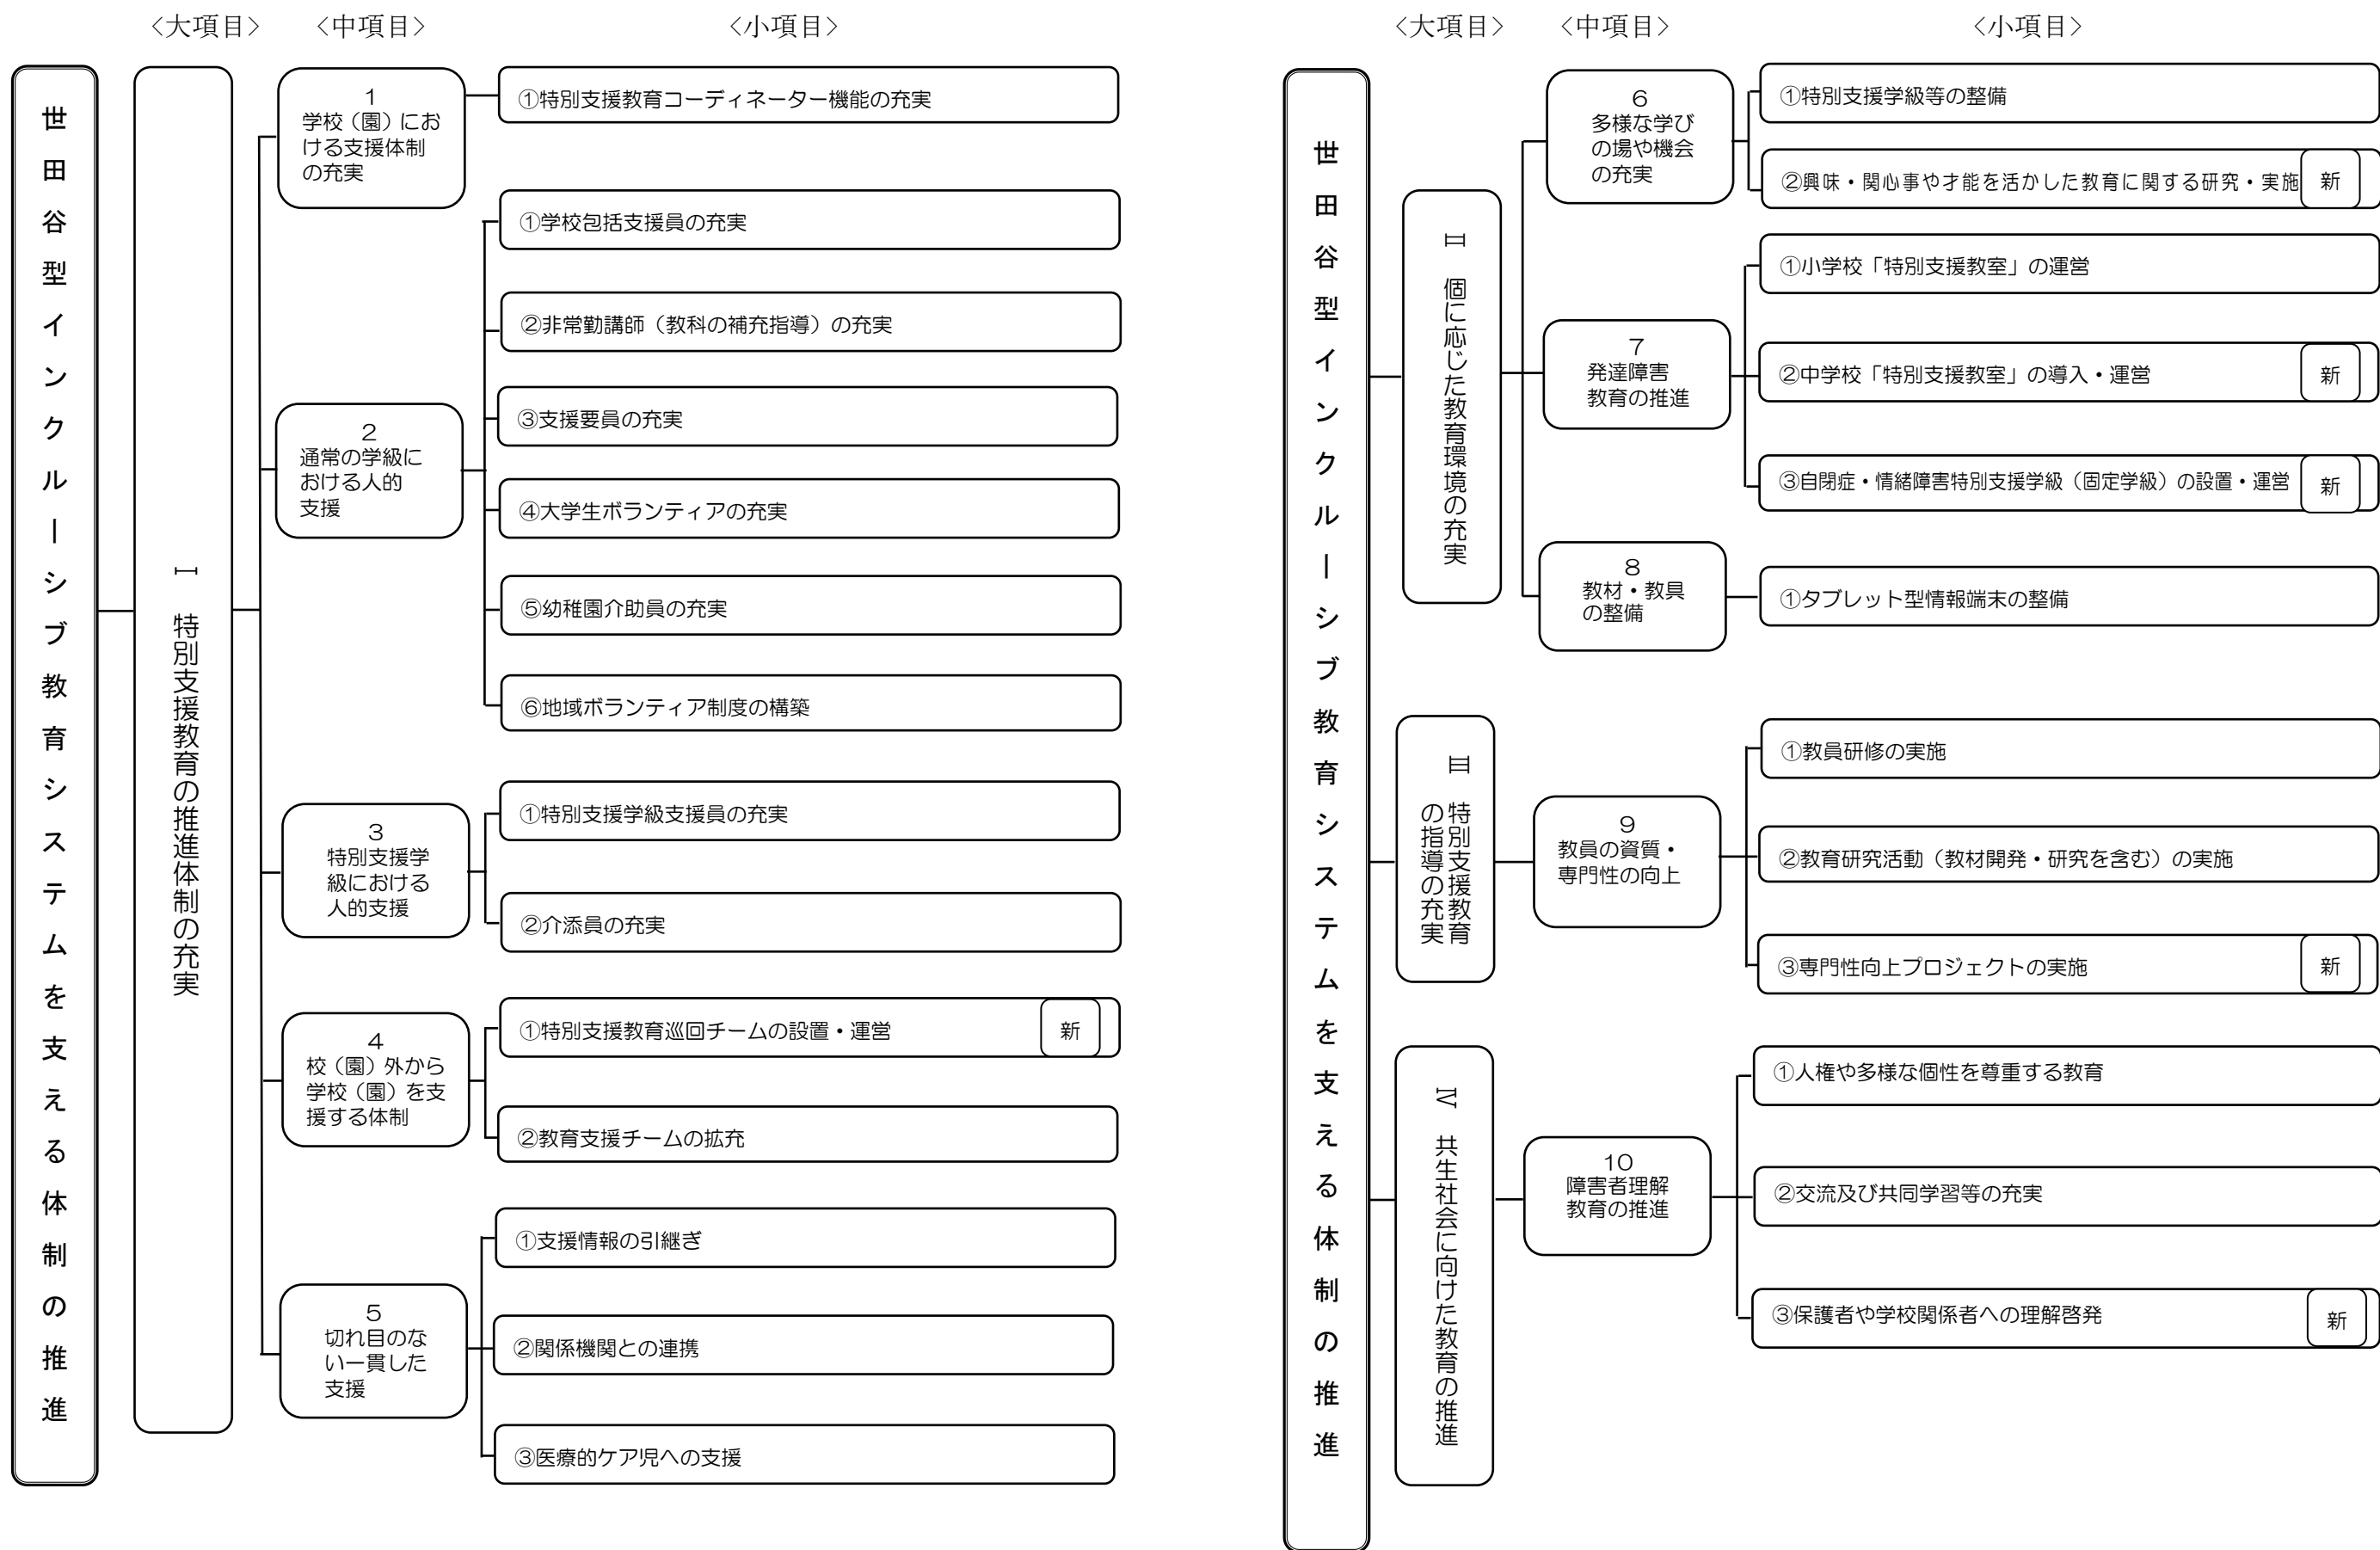 <大項目>
<中項目>
<小項目>
世田谷型インクルーシブ教育システムを支える体制の推進
Ⅰ 特別支援教育の推進体制の充実
1
学校（園）にお
ける支援体制
の充実
①特別支援教育コーディネーター機能の充実
2
通常の学級に
おける人的
支援
①学校包括支援員の充実
②非常勤講師（教科の補充指導）の充実
③支援要員の充実
④大学生ボランティアの充実
⑤幼稚園介助員の充実
⑥地域ボランティア制度の構築
3
特別支援学
級における
人的支援
①特別支援学級支援員の充実
②介添員の充実
4
校（園）外から
学校（園）を支
援する体制
①特別支援教育巡回チームの設置・運営
新
②教育支援チームの拡充
5
切れ目のな
い一貫した
支援
①支援情報の引継ぎ
②関係機関との連携
③医療的ケア児への支援
<大項目>
<中項目>
<小項目>
世田谷型インクルーシブ教育システムを支える体制の推進
Ⅱ 個に応じた教育環境の充実
6
多様な学び
の場や機会
の充実
①特別支援学級等の整備
②興味・関心事や才能を活かした教育に関する研究・実施
新
7
発達障害
教育の推進
①小学校「特別支援教室」の運営
②中学校「特別支援教室」の導入・運営
新
③自閉症・情緒障害特別支援学級（固定学級）の設置・運営
新
8
教材・教具
の整備
①タブレット型情報端末の整備
Ⅲ 特別支援教育
の指導の充実
9
教員の資質・
専門性の向上
①教員研修の実施
②教育研究活動（教材開発・研究を含む）の実施
③専門性向上プロジェクトの実施
新
Ⅳ 共生社会に向けた教育の推進
10
障害者理解
教育の推進
①人権や多様な個性を尊重する教育
②交流及び共同学習等の充実
③保護者や学校関係者への理解啓発
新